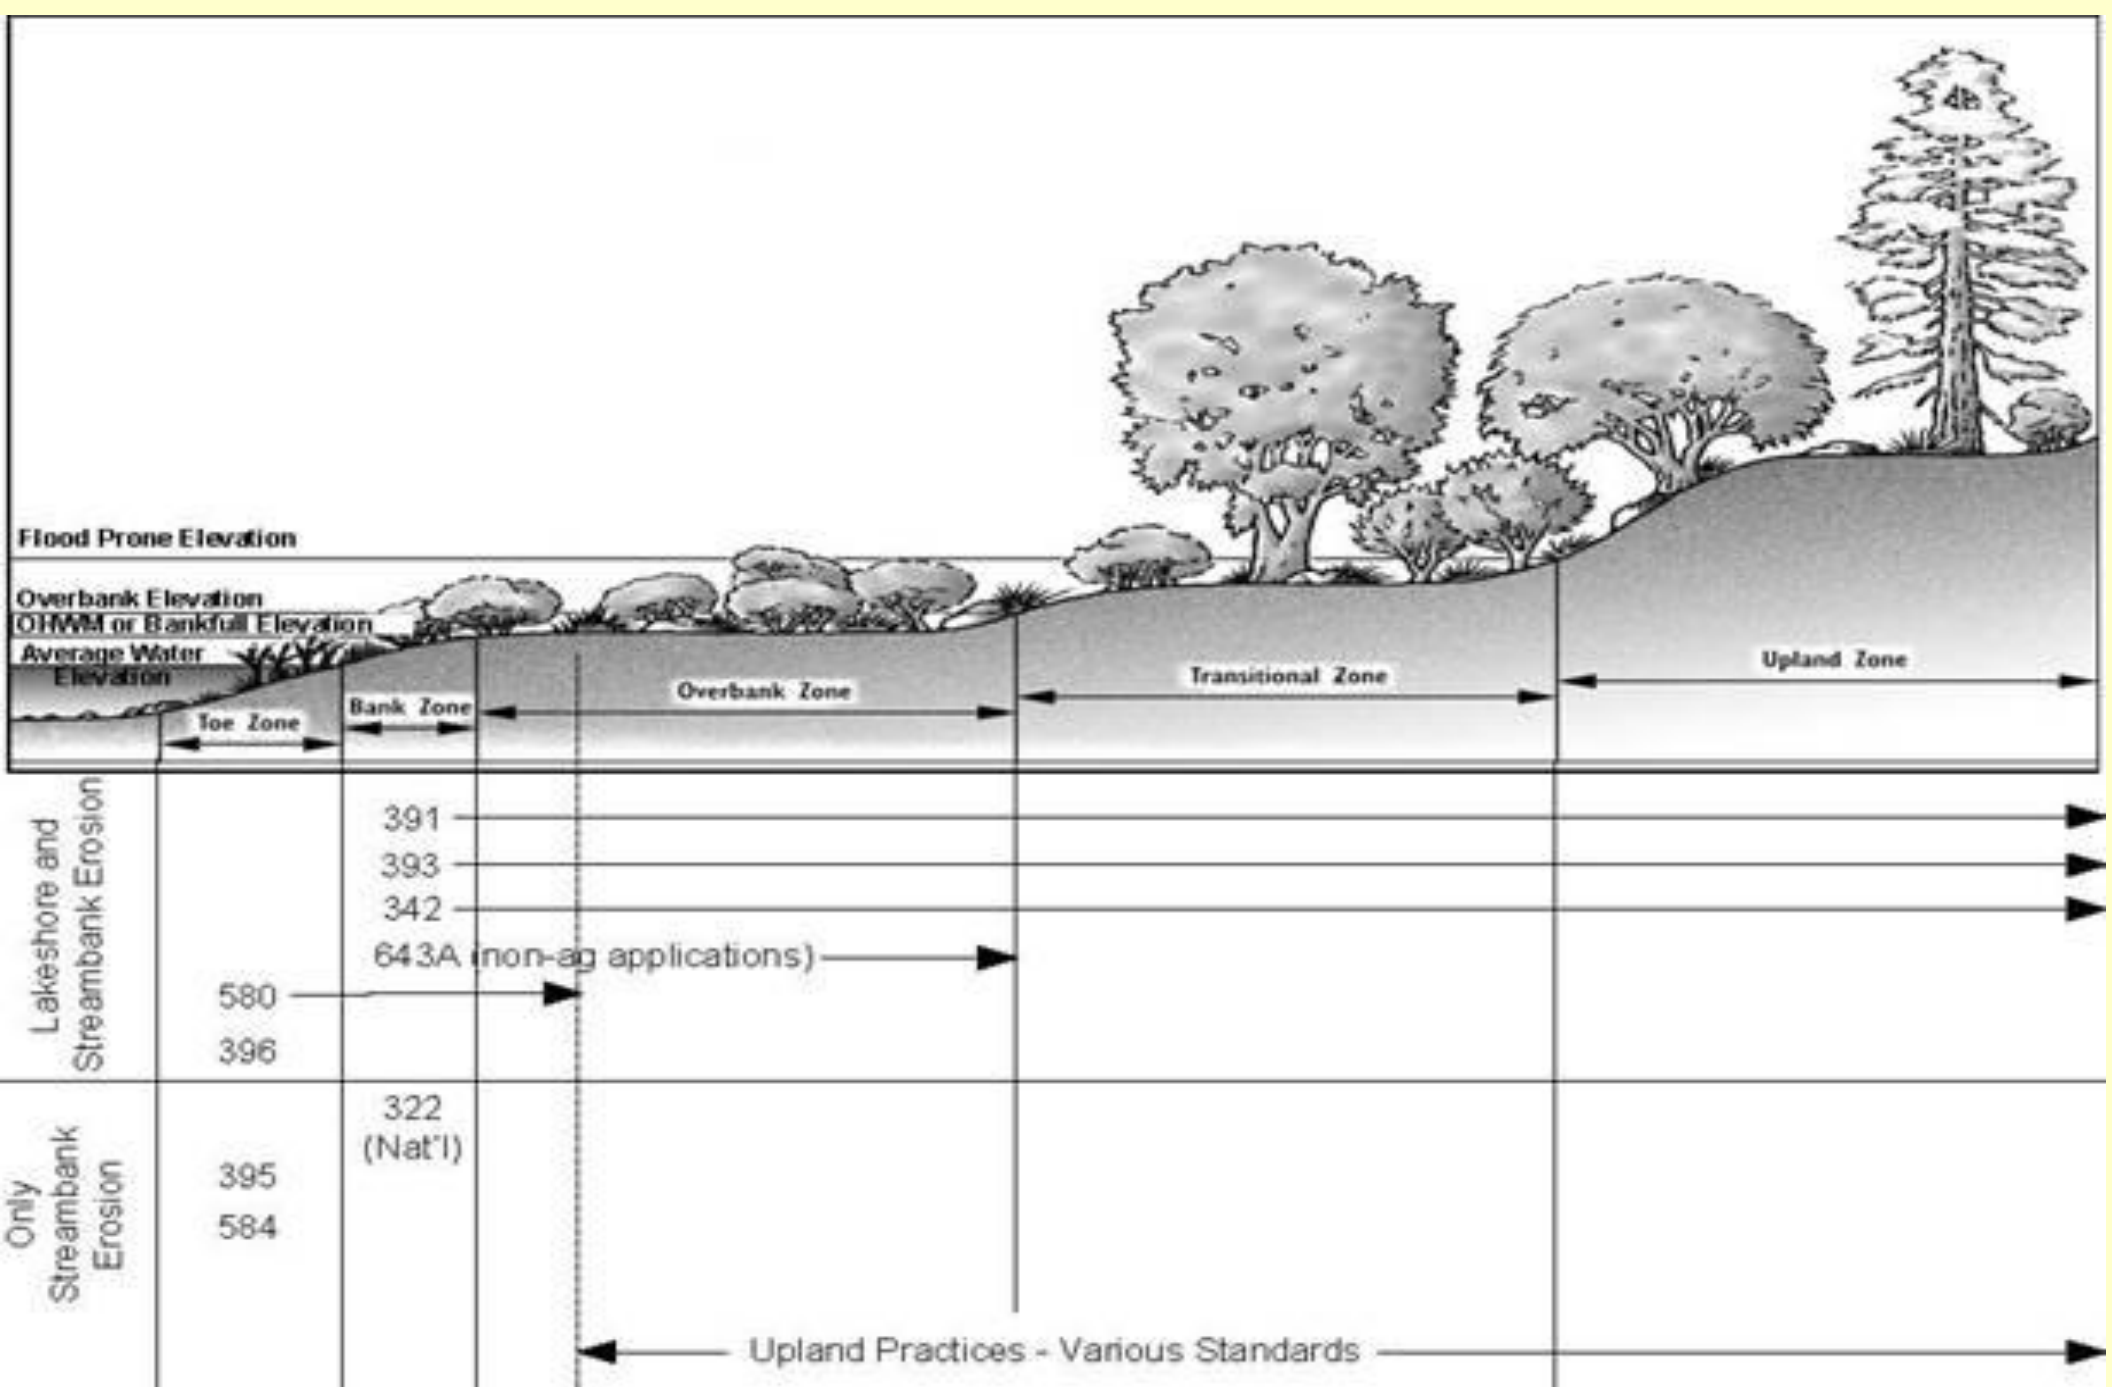 Flood Prone Elevation
Overbank Elevation
OHWM or Bankfull Elevation
Average Water
Elevation
Toe Zone
Bank Zone
Overbank Zone
Transitional Zone
Upland Zone
Lakeshore and
Streambank Erosion
391
393
342
643A (non-ag applications)
580
396
Only
Streambank
Erosion
322
(Nat'l)
395
584
Upland Practices - Various Standards